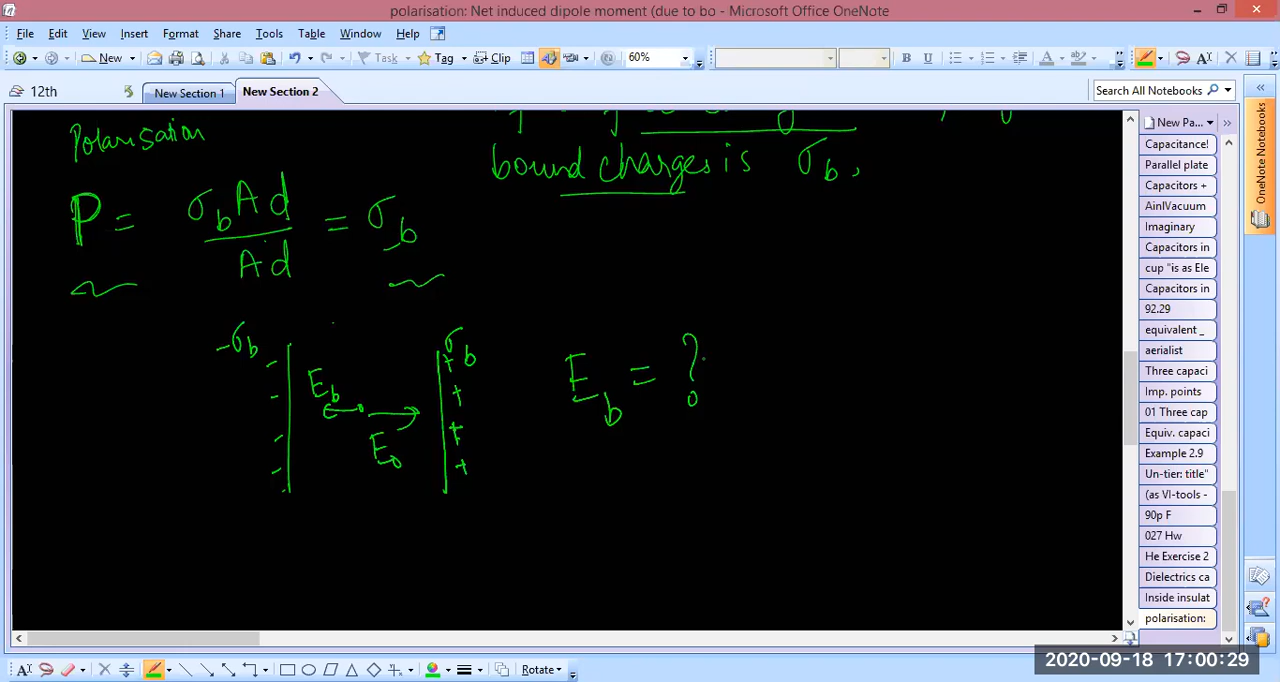 polarisation: Net induced dipole moment (due to bo - Microsoft Office OneNote
File Edit View Insert Format Share Tools Table Window Help
New Task Tag Clip 60% B U
12th New Section 1 New Section 2 Search All Notebooks
Polarisation
bound charges is σb,
P = σb A d / A d = σb
-σb σb
Eb
E0
Eb = ?
New Pa...
Capacitance!
Parallel plate
Capacitors +
AinlVacuum
Imaginary
Capacitors in
cup "is as Ele
Capacitors in
92.29
equivalent _
aerialist
Three capaci
Imp. points
01 Three cap
Equiv. capaci
Example 2.9
Un-tier: title"
(as VI-tools -
90p F
027 Hw
He Exercise 2
Dielectrics ca
Inside insulat
polarisation:
OneNote Notebooks
Rotate
2020-09-18 17:00:29